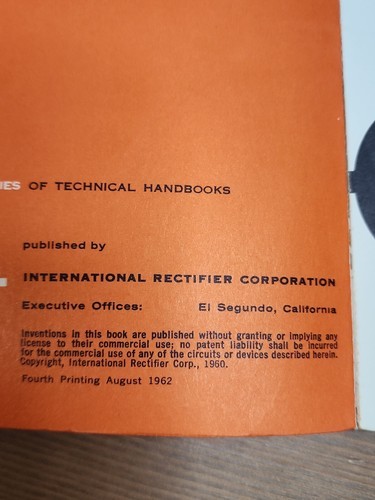 OF TECHNICAL HANDBOOKS
published by
INTERNATIONAL RECTIFIER CORPORATION
Executive Offices: El Segundo, California
Inventions in this book are published without granting or implying any
license to their commercial use; no patent liability shall be incurred
for the commercial use of any of the circuits or devices described herein.
Copyright, International Rectifier Corp., 1960.
Fourth Printing August 1962